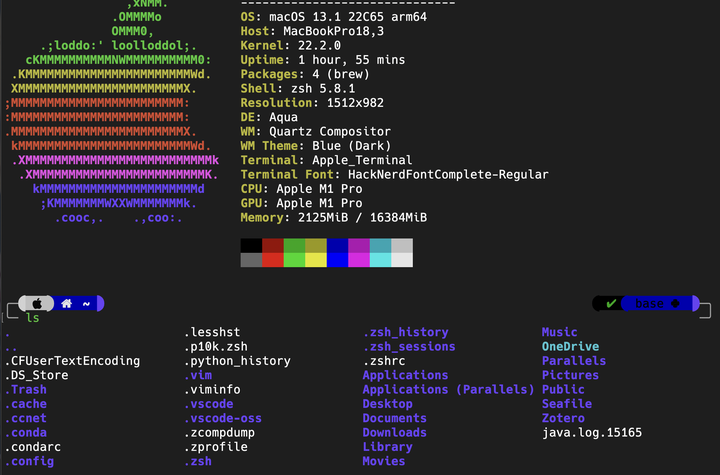 ,xNMM.
-----------------------------
.OMMMMo
OS: macOS 13.1 22C65 arm64
OMMM0,
Host: MacBookPro18,3
.;loddo:' loolloddol;.
Kernel: 22.2.0
cKMMMMMMMMMMNWMMMMMMMMMM0:
Uptime: 1 hour, 55 mins
.KMMMMMMMMMMMMMMMMMMMMMMMWd.
Packages: 4 (brew)
XMMMMMMMMMMMMMMMMMMMMMMMX.
Shell: zsh 5.8.1
;MMMMMMMMMMMMMMMMMMMMMMMM:
Resolution: 1512x982
:MMMMMMMMMMMMMMMMMMMMMMMM:
DE: Aqua
.MMMMMMMMMMMMMMMMMMMMMMMMX.
WM: Quartz Compositor
kMMMMMMMMMMMMMMMMMMMMMMMMWd.
WM Theme: Blue (Dark)
.XMMMMMMMMMMMMMMMMMMMMMMMMMMk
Terminal: Apple_Terminal
.XMMMMMMMMMMMMMMMMMMMMMMMMK.
Terminal Font: HackNerdFontComplete-Regular
kMMMMMMMMMMMMMMMMMMMMMMd
CPU: Apple M1 Pro
;KMMMMMMMWXXWMMMMMMMk.
GPU: Apple M1 Pro
.cooc,. .,coo:.
Memory: 2125MiB / 16384MiB
~ ✔ base
ls
. .lesshst .zsh_history Music
.. .p10k.zsh .zsh_sessions OneDrive
.CFUserTextEncoding .python_history .zshrc Parallels
.DS_Store .vim Applications Pictures
.Trash .viminfo Applications (Parallels) Public
.cache .vscode Desktop Seafile
.ccnet .vscode-oss Documents Zotero
.conda .zcompdump Downloads java.log.15165
.condarc .zprofile Library
.config .zsh Movies